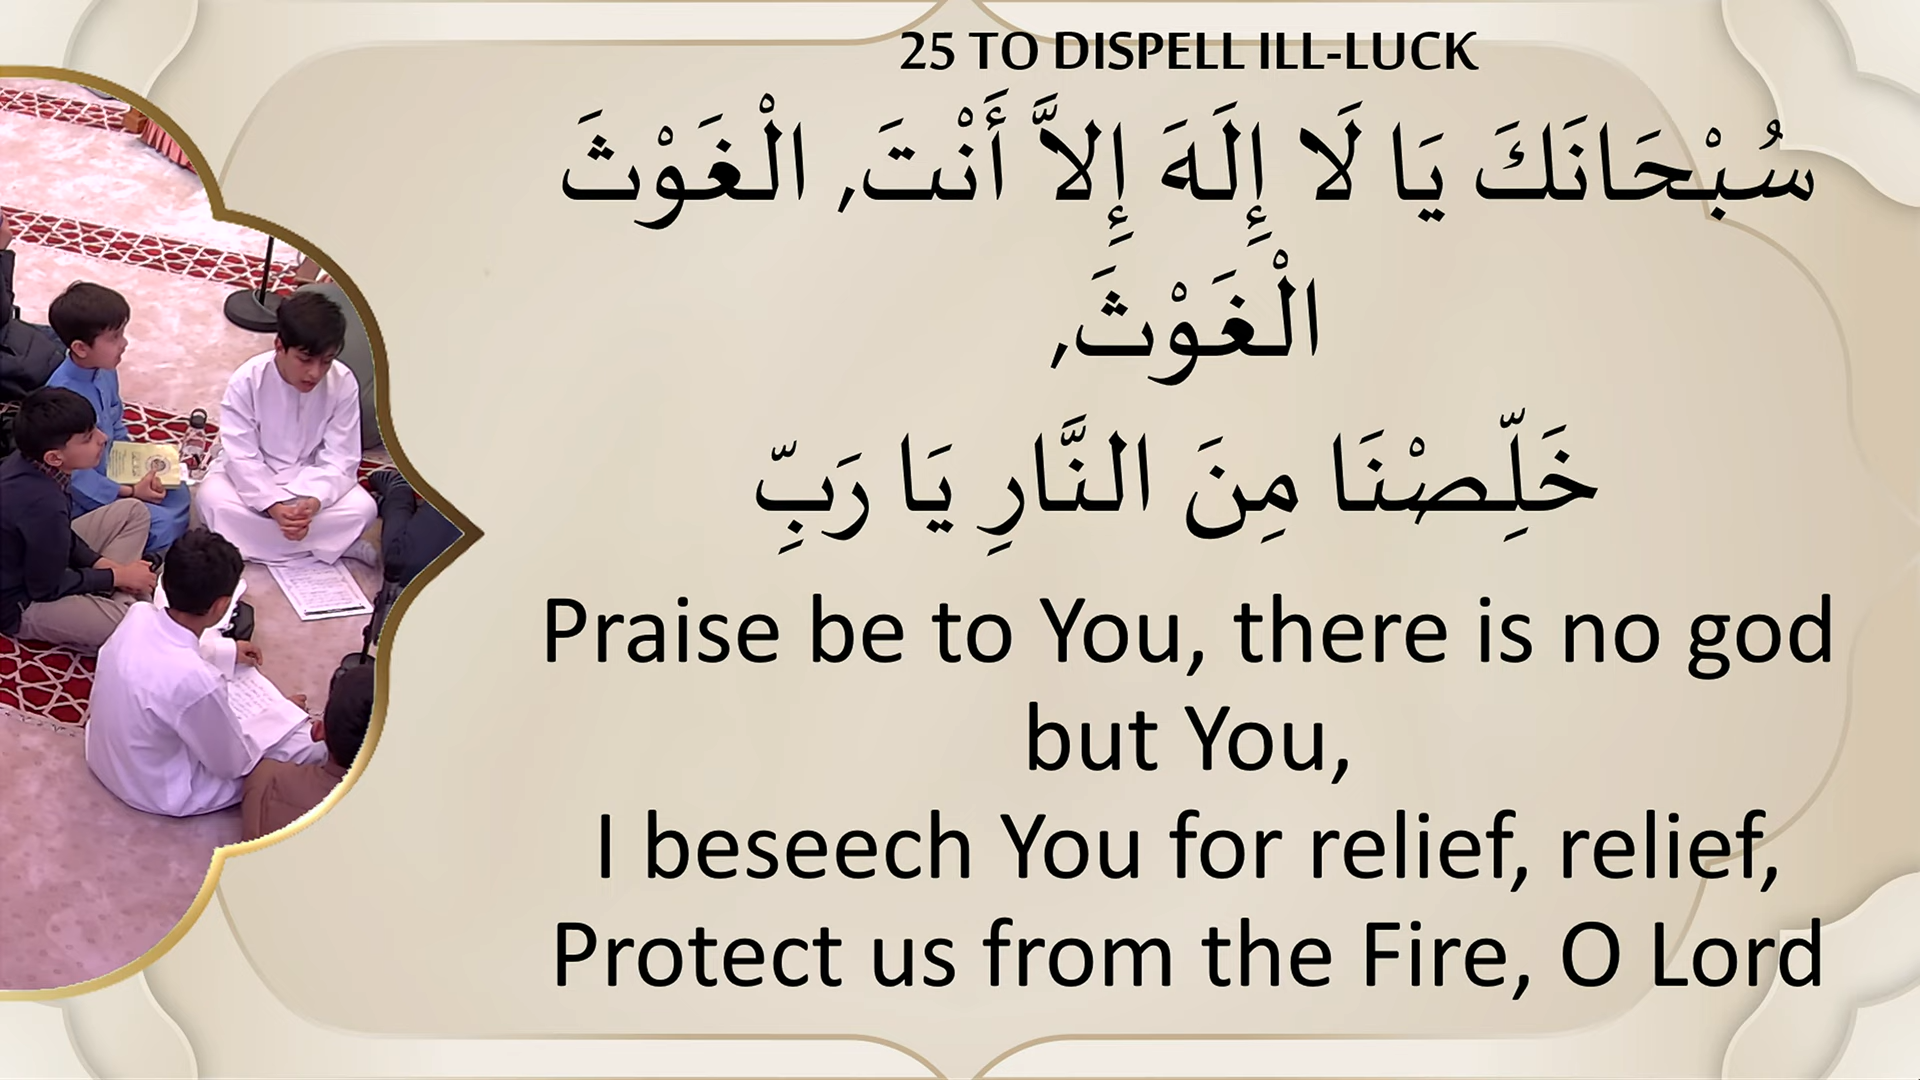 25 TO DISPELL ILL-LUCK
سُبْحَانَكَ يَا لَا إِلَهَ إِلاَّ أَنْتَ, الْغَوْثَ
الْغَوْثَ,
خَلِّصْنَا مِنَ النَّارِ يَا رَبِّ
Praise be to You, there is no god
but You,
I beseech You for relief, relief,
Protect us from the Fire, O Lord